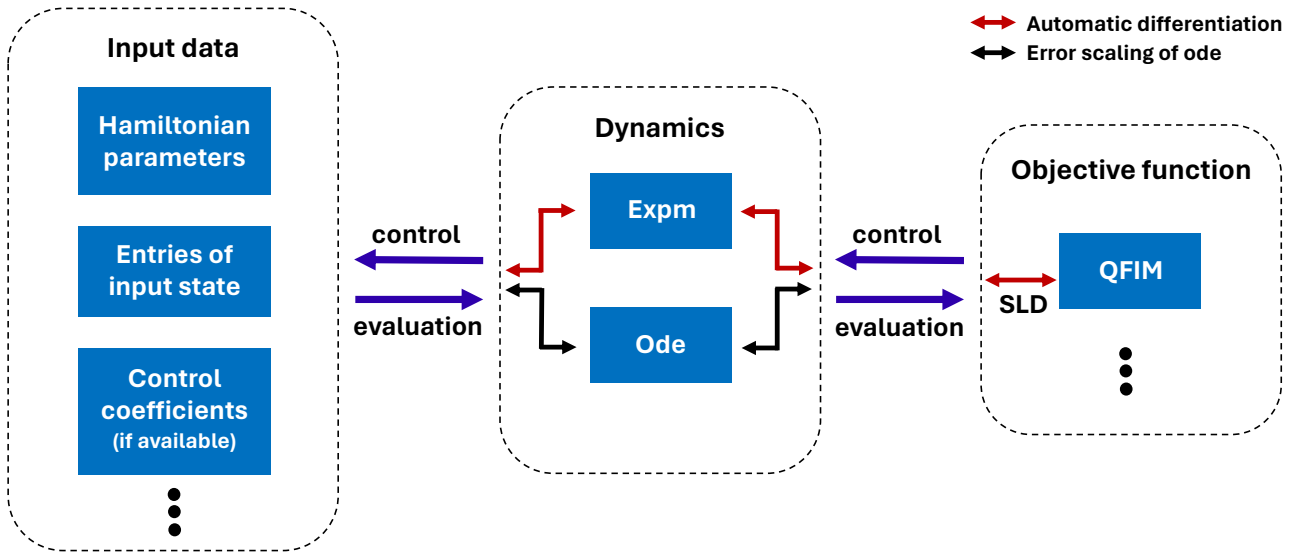 Automatic differentiation
Error scaling of ode
Input data
Hamiltonian
parameters
Entries of
input state
Control
coefficients
(if available)
control
evaluation
Dynamics
Expm
Ode
control
evaluation
Objective function
QFIM
SLD